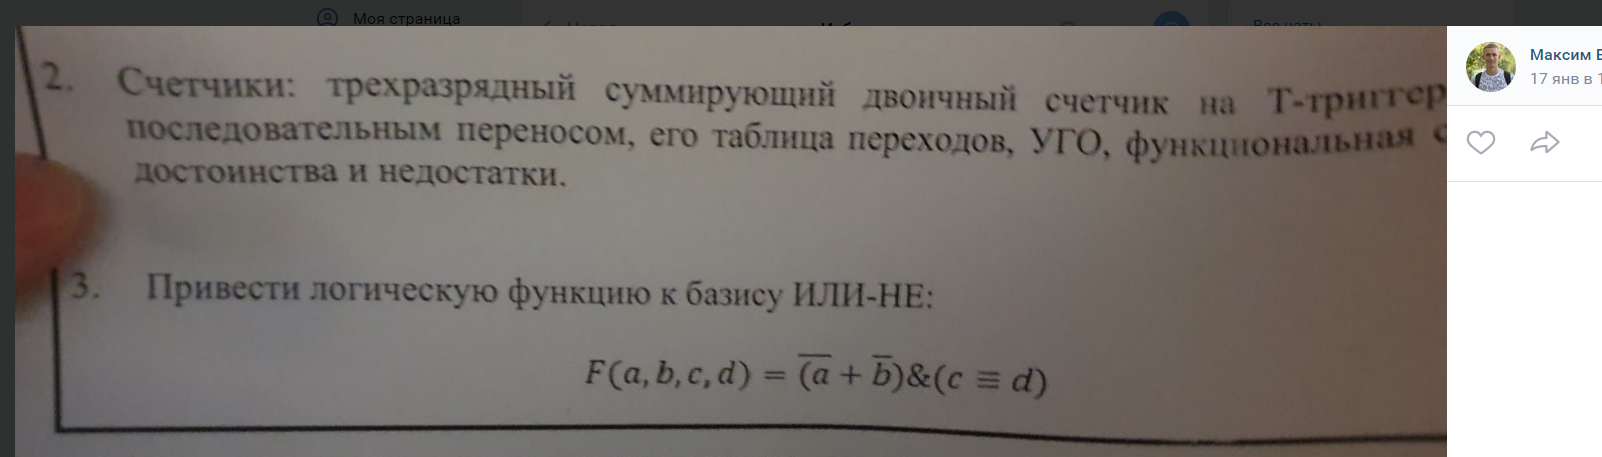 Моя страница
Максим
17 янв в
2. Счетчики: трехразрядный суммирующий двоичный счетчик на Т-триггер
последовательным переносом, его таблица переходов, УГО, функциональная
достоинства и недостатки.
3. Привести логическую функцию к базису ИЛИ-НЕ:
F(a, b, c, d) = (a̅ + b̅)&(c ≡ d)